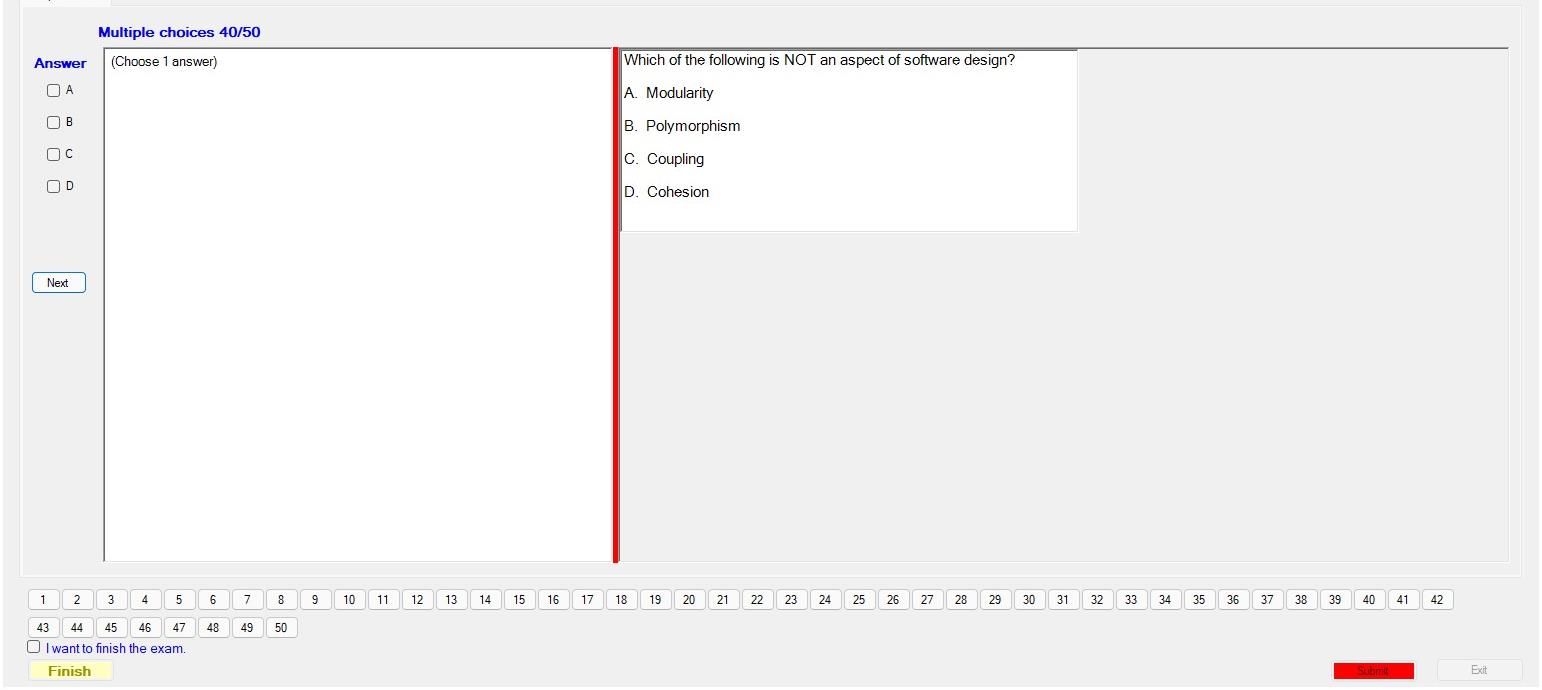 Multiple choices 40/50
Answer
(Choose 1 answer)
A
B
C
D
Next
Which of the following is NOT an aspect of software design?
A. Modularity
B. Polymorphism
C. Coupling
D. Cohesion
1 2 3 4 5 6 7 8 9 10 11 12 13 14 15 16 17 18 19 20 21 22 23 24 25 26 27 28 29 30 31 32 33 34 35 36 37 38 39 40 41 42
43 44 45 46 47 48 49 50
I want to finish the exam.
Finish
Submit
Exit